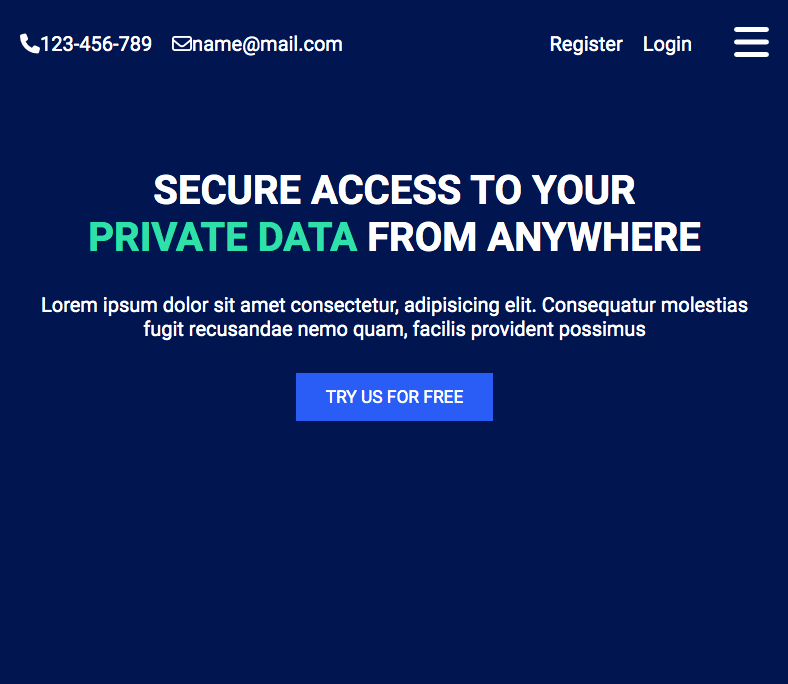 123-456-789 name@mail.com Register Login
SECURE ACCESS TO YOUR
PRIVATE DATA FROM ANYWHERE
Lorem ipsum dolor sit amet consectetur, adipisicing elit. Consequatur molestias
fugit recusandae nemo quam, facilis provident possimus
TRY US FOR FREE